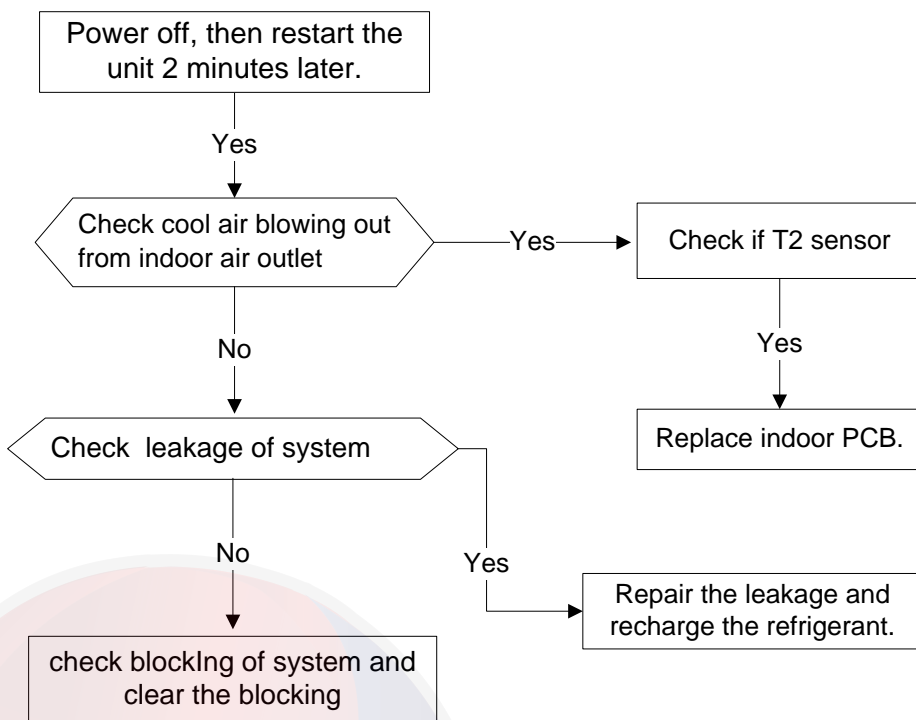 Power off, then restart the
unit 2 minutes later.
Yes
Check cool air blowing out
from indoor air outlet
Yes
Check if T2 sensor
Yes
Replace indoor PCB.
No
Check leakage of system
Yes
Repair the leakage and
recharge the refrigerant.
No
check blockIng of system and
clear the blocking